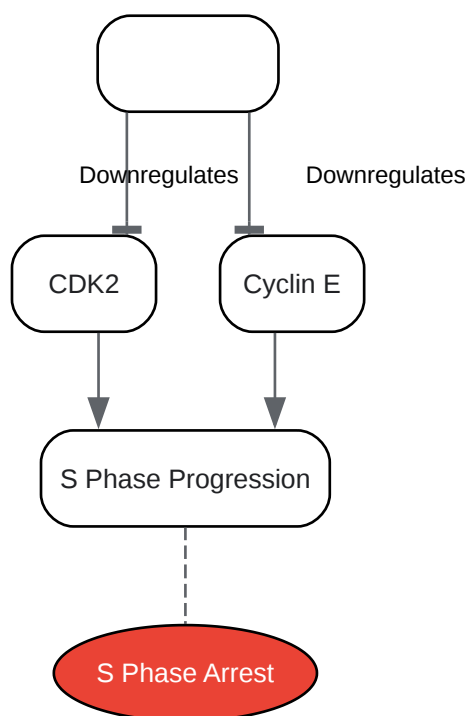 Downregulates
Downregulates
CDK2
Cyclin E
S Phase Progression
S Phase Arrest